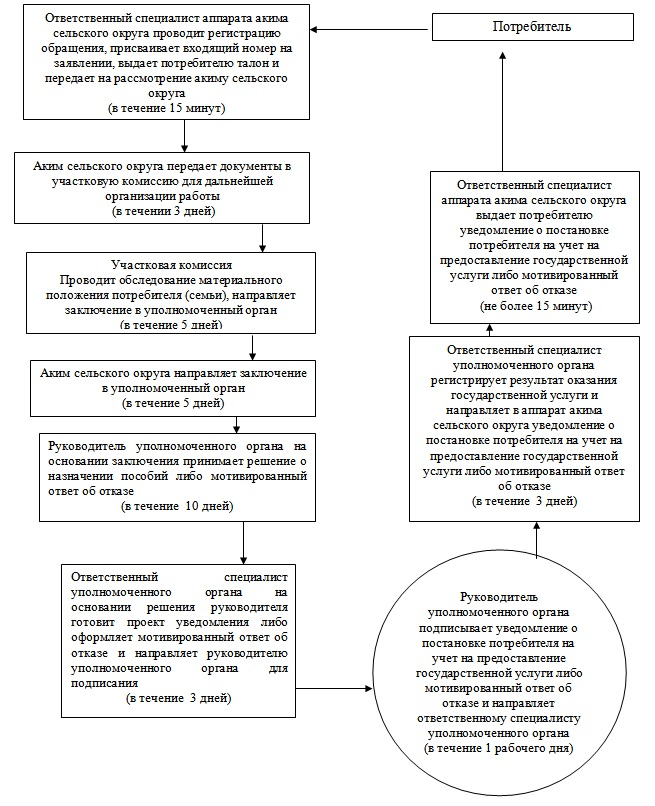 Ответственный специалист аппарата акима
сельского округа проводит регистрацию
обращения, присваивает входящий номер на
заявлении, выдает потребителю талон и
передает на рассмотрение акиму сельского
округа
(в течение 15 минут)
Потребитель
Аким сельского округа передает документы в
участковую комиссию для дальнейшей
организации работы
(в течении 3 дней)
Участковая комиссия
Проводит обследование материального
положения потребителя (семьи), направляет
заключение в уполномоченный орган
(в течение 5 дней)
Аким сельского округа направляет заключение
в уполномоченный орган
(в течение 5 дней)
Руководитель уполномоченного органа на
основании заключения принимает решение о
назначении пособий либо мотивированный
ответ об отказе
(в течение 10 дней)
Ответственный специалист
уполномоченного органа на
основании решения руководителя
готовит проект уведомления либо
оформляет мотивированный ответ об
отказе и направляет руководителю
уполномоченного органа для
подписания
(в течение 3 дней)
Руководитель
уполномоченного органа
подписывает уведомление о
постановке потребителя на
учет на предоставление
государственной услуги либо
мотивированный ответ об
отказе и направляет
ответственному специалисту
уполномоченного органа
(в течение 1 рабочего дня)
Ответственный специалист
уполномоченного органа
регистрирует результат оказания
государственной услуги и
направляет в аппарат акима
сельского округа уведомление о
постановке потребителя на учет на
предоставление государственной
услуги либо мотивированный ответ
об отказе
(в течение 3 дней)
Ответственный специалист
аппарата акима сельского округа
выдает потребителю
уведомление о постановке
потребителя на учет на
предоставление государственной
услуги либо мотивированный
ответ об отказе
(не более 15 минут)